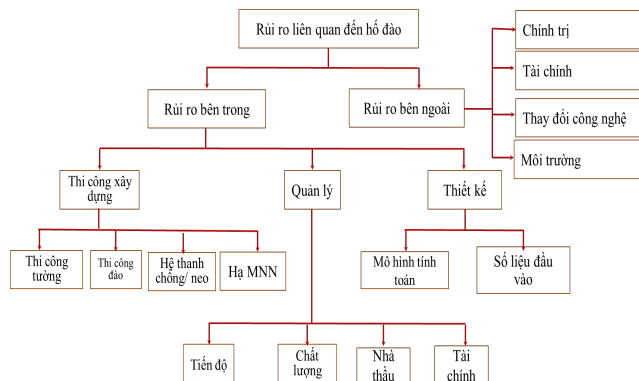 Rủi ro liên quan đến hố đào
Chính trị
Tài chính
Rủi ro bên trong
Rủi ro bên ngoài
Thay đổi công nghệ
Môi trường
Thi công xây
dựng
Quản lý
Thiết kế
Thi công
tường
Thi công
đào
Hệ thanh
chống/ neo
Hạ MNN
Mô hình tính
toán
Số liệu đầu
vào
Tiến độ
Chất
lượng
Nhà
thầu
Tài
chính